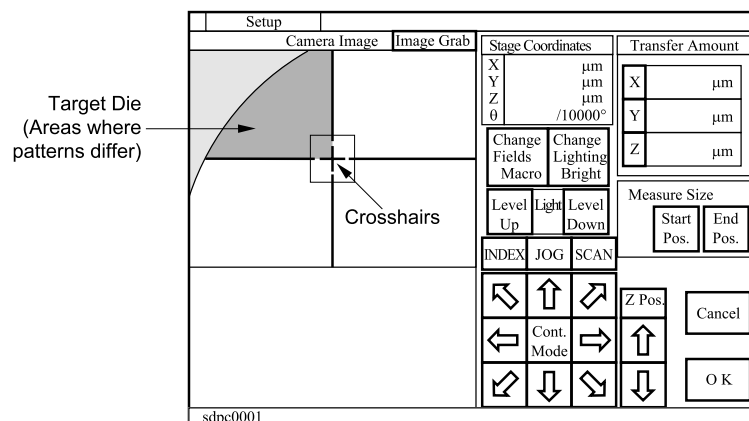 Setup
Camera Image
Image Grab
Target Die
(Areas where
patterns differ)
Crosshairs
Stage Coordinates
X μm
Y μm
Z μm
θ /10000°
Transfer Amount
X μm
Y μm
Z μm
Change
Fields
Macro
Change
Lighting
Bright
Level
Up
Light
Level
Down
Measure Size
Start
Pos.
End
Pos.
INDEX
JOG
SCAN
Cont.
Mode
Z Pos.
Cancel
O K
sdpc0001